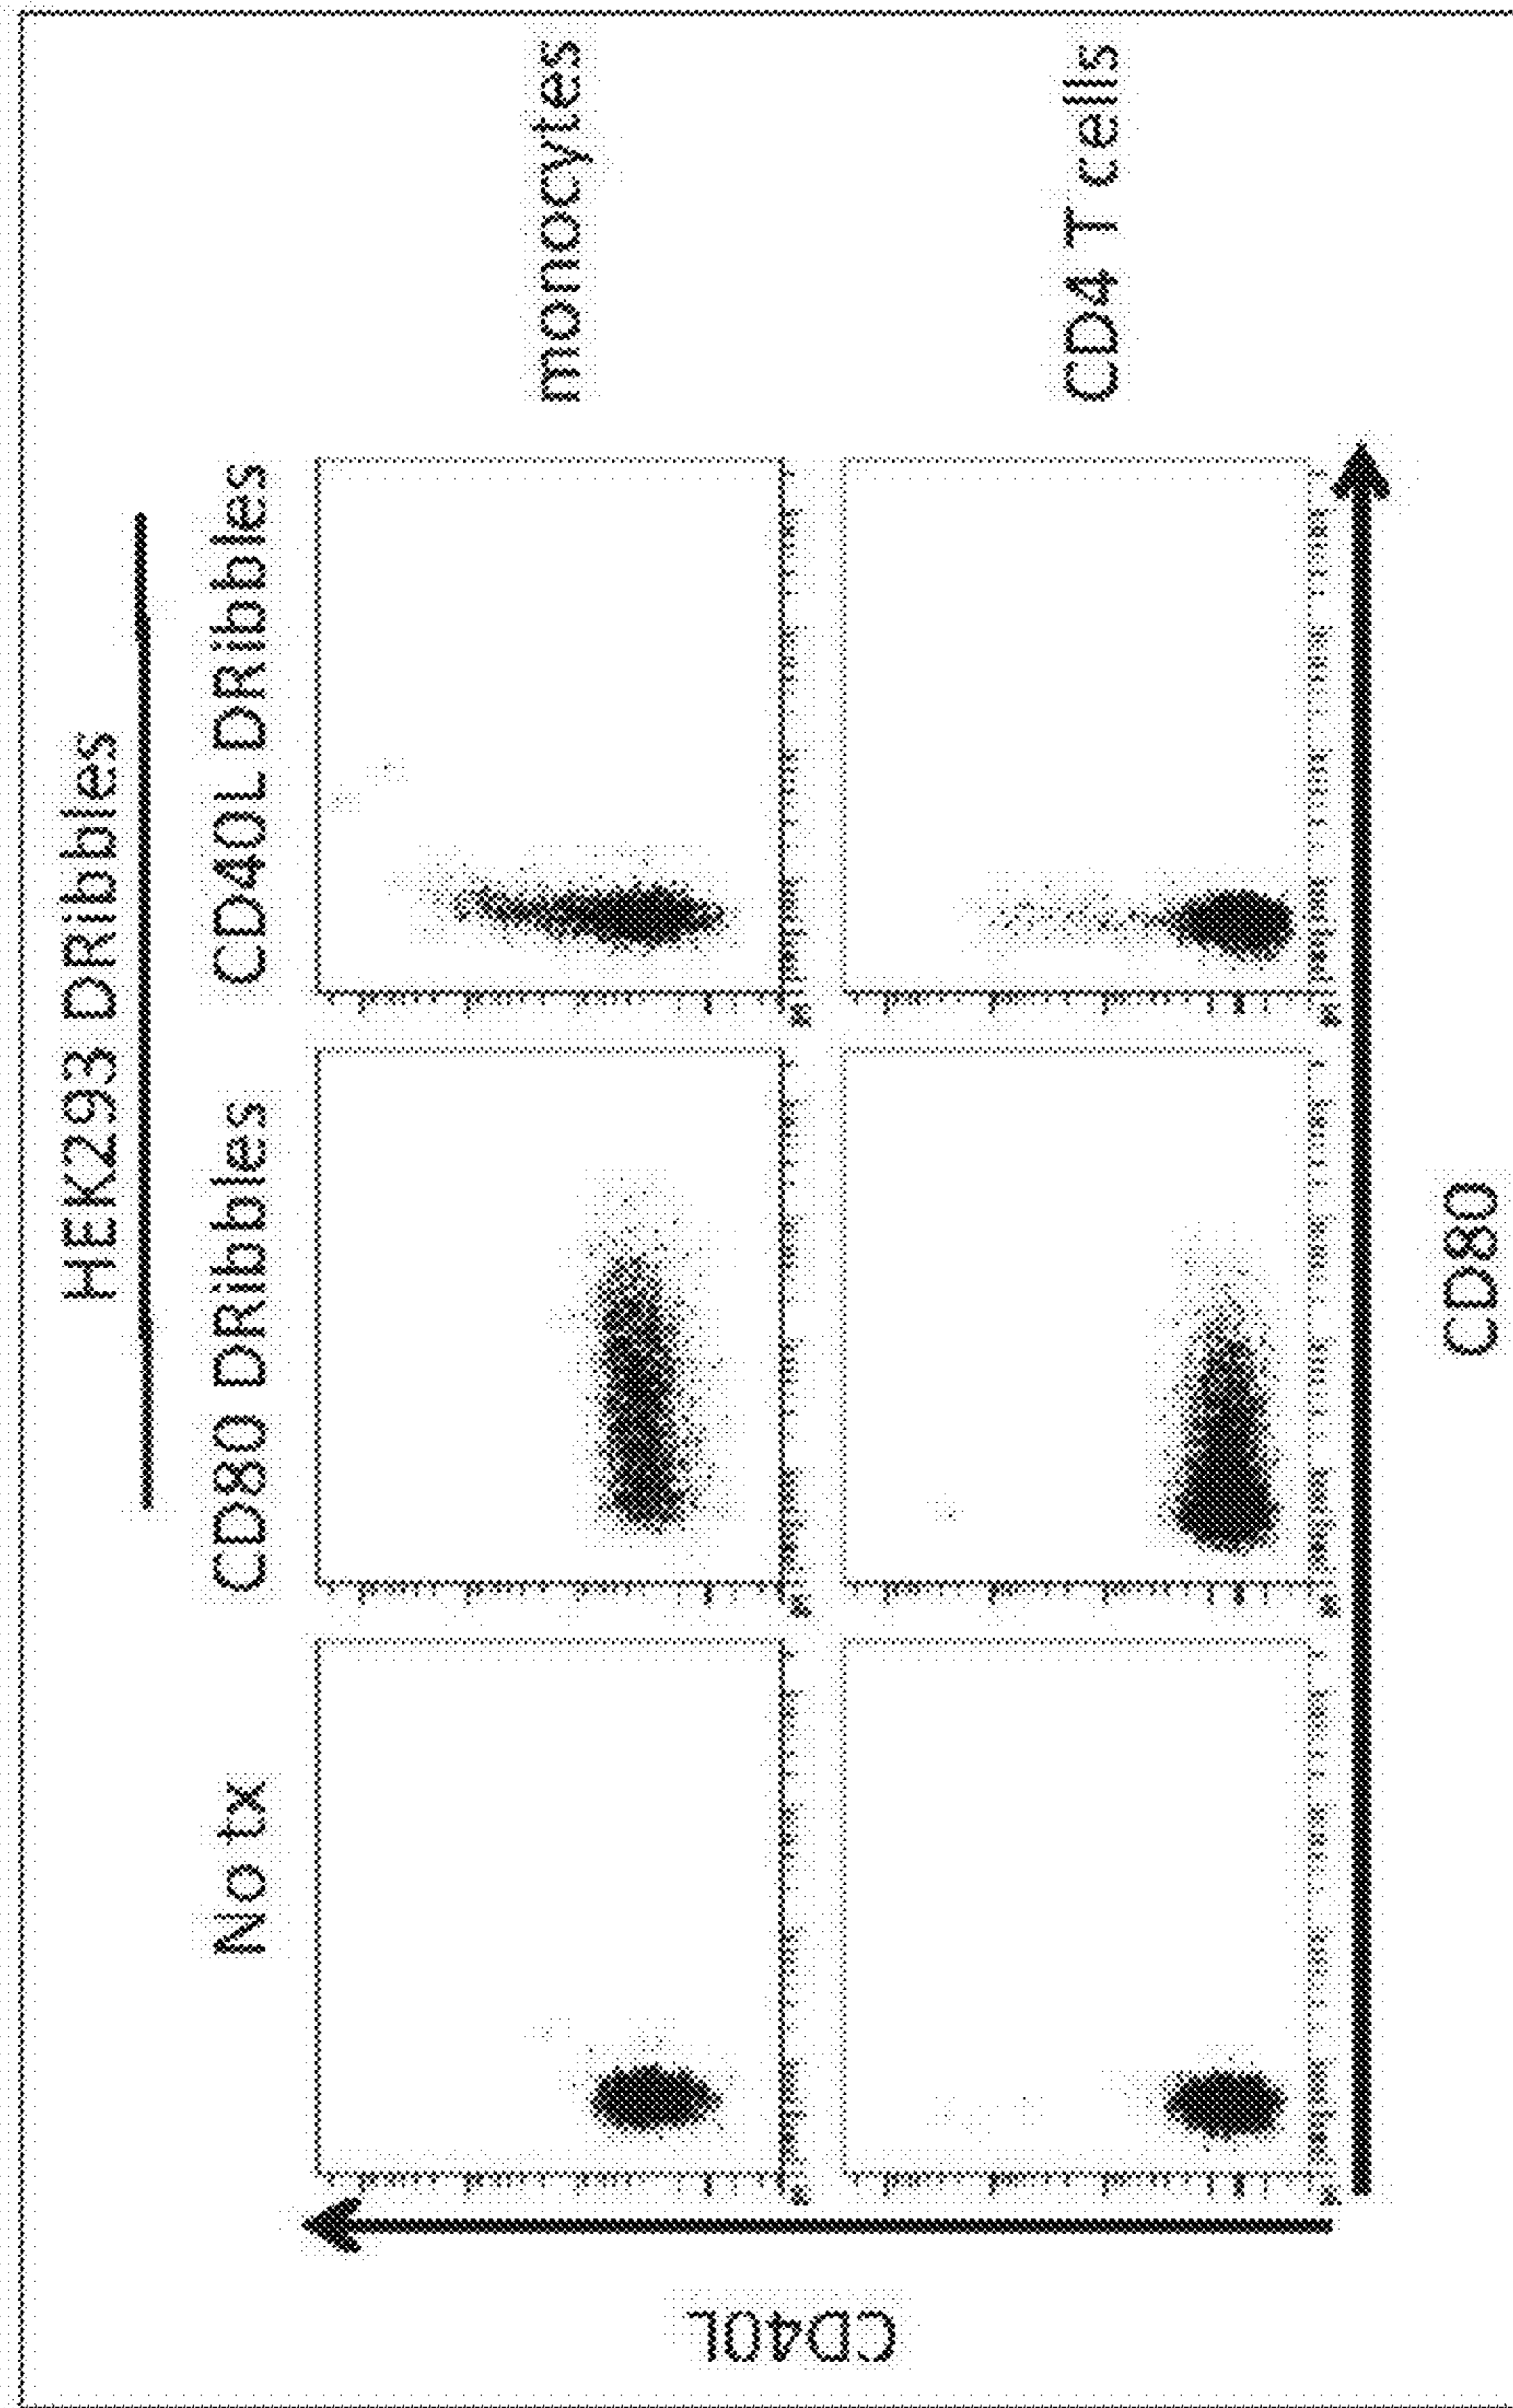 HEK293 DRibbles
No tx
CD80 DRibbles
CD40L DRibbles
monocytes
CD4 T cells
CD40L
CD80